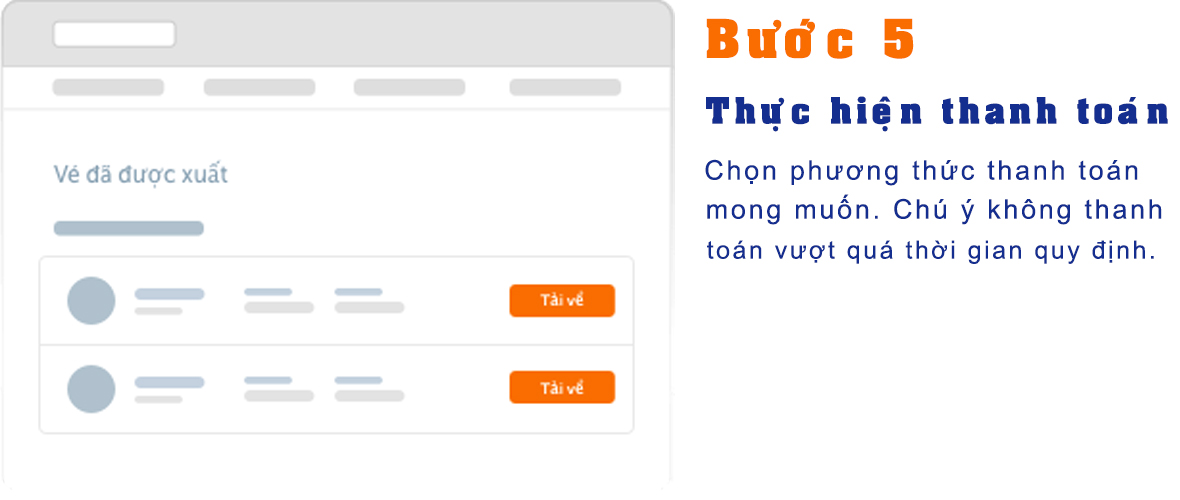 Bước 5
Thực hiện thanh toán
Chọn phương thức thanh toán
mong muốn. Chú ý không thanh
toán vượt quá thời gian quy định.
Vé đã được xuất
Tải về
Tải về